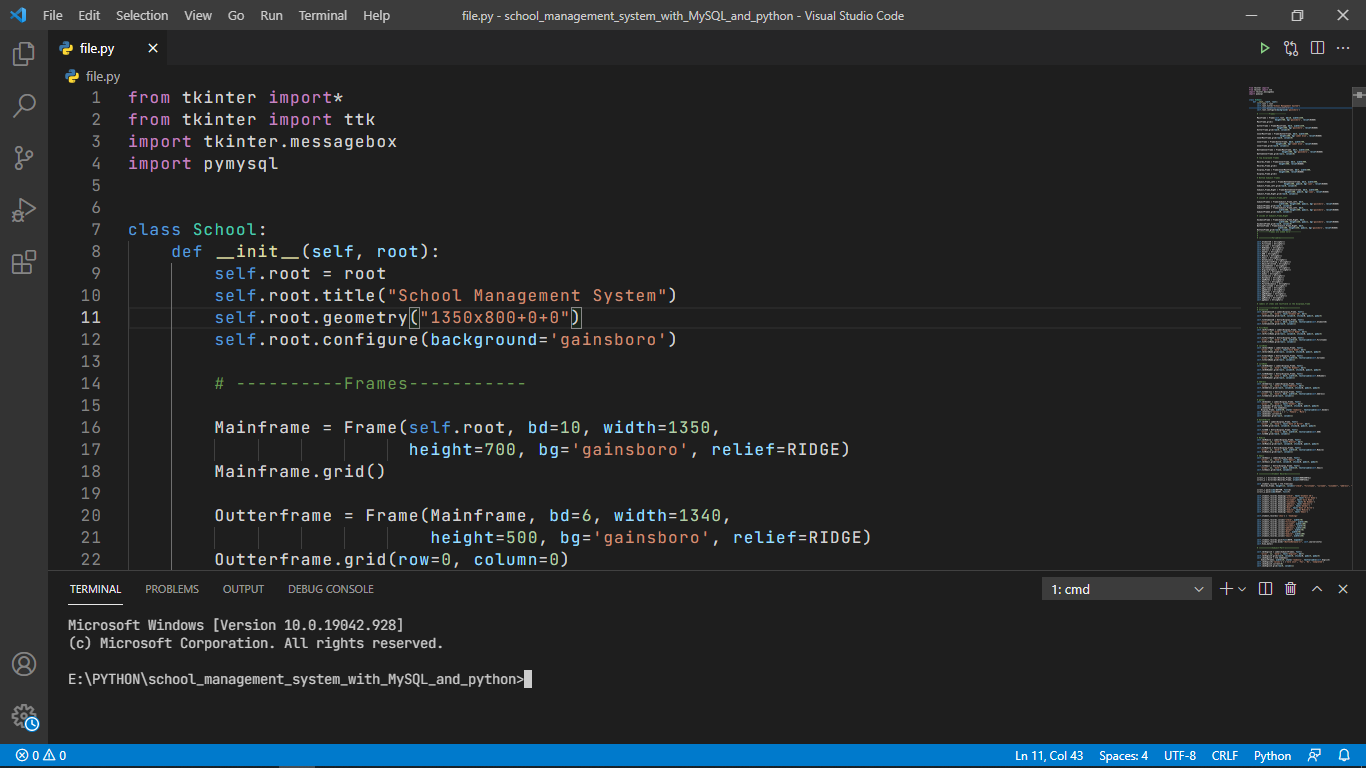 File Edit Selection View Go Run Terminal Help file.py - school_management_system_with_MySQL_and_python - Visual Studio Code
file.py
file.py
1 from tkinter import*
2 from tkinter import ttk
3 import tkinter.messagebox
4 import pymysql
5
6
7 class School:
8 def __init__(self, root):
9 self.root = root
10 self.root.title("School Management System")
11 self.root.geometry("1350x800+0+0")
12 self.root.configure(background='gainsboro')
13
14 # ----------Frames-----------
15
16 Mainframe = Frame(self.root, bd=10, width=1350,
17 height=700, bg='gainsboro', relief=RIDGE)
18 Mainframe.grid()
19
20 Outterframe = Frame(Mainframe, bd=6, width=1340,
21 height=500, bg='gainsboro', relief=RIDGE)
22 Outterframe.grid(row=0, column=0)
TERMINAL PROBLEMS OUTPUT DEBUG CONSOLE 1: cmd
Microsoft Windows [Version 10.0.19042.928]
(c) Microsoft Corporation. All rights reserved.
E:\PYTHON\school_management_system_with_MySQL_and_python>
0 0 Ln 11, Col 43 Spaces: 4 UTF-8 CRLF Python